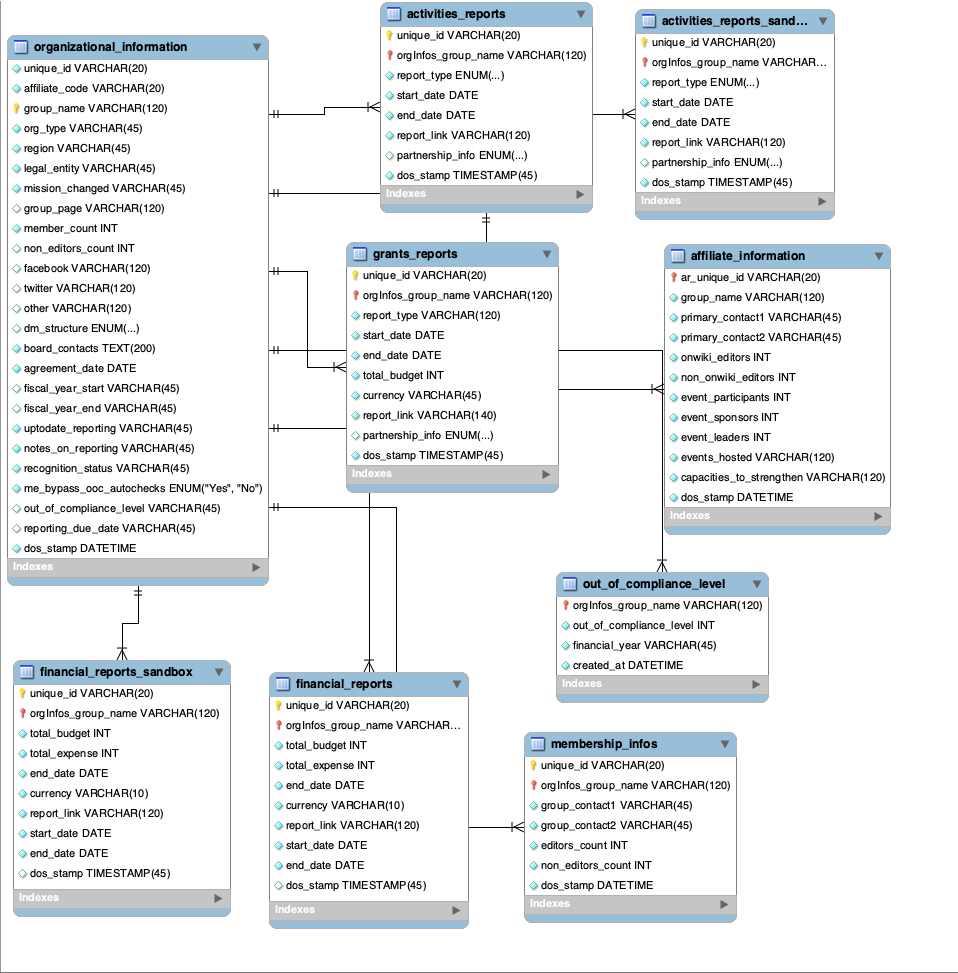 organizational_information
unique_id VARCHAR(20)
affiliate_code VARCHAR(20)
group_name VARCHAR(120)
org_type VARCHAR(45)
region VARCHAR(45)
legal_entity VARCHAR(45)
mission_changed VARCHAR(45)
group_page VARCHAR(120)
member_count INT
non_editors_count INT
facebook VARCHAR(120)
twitter VARCHAR(120)
other VARCHAR(120)
dm_structure ENUM(...)
board_contacts TEXT(200)
agreement_date DATE
fiscal_year_start VARCHAR(45)
fiscal_year_end VARCHAR(45)
uptodate_reporting VARCHAR(45)
notes_on_reporting VARCHAR(45)
recognition_status VARCHAR(45)
me_bypass_ooc_autochecks ENUM("Yes", "No")
out_of_compliance_level VARCHAR(45)
reporting_due_date VARCHAR(45)
dos_stamp DATETIME
Indexes
activities_reports
unique_id VARCHAR(20)
orgInfos_group_name VARCHAR(120)
report_type ENUM(...)
start_date DATE
end_date DATE
report_link VARCHAR(120)
partnership_info ENUM(...)
dos_stamp TIMESTAMP(45)
Indexes
activities_reports_sand...
unique_id VARCHAR(20)
orgInfos_group_name VARCHAR...
report_type ENUM(...)
start_date DATE
end_date DATE
report_link VARCHAR(120)
partnership_info ENUM(...)
dos_stamp TIMESTAMP(45)
Indexes
grants_reports
unique_id VARCHAR(20)
orgInfos_group_name VARCHAR(120)
report_type VARCHAR(120)
start_date DATE
end_date DATE
total_budget INT
currency VARCHAR(45)
report_link VARCHAR(140)
partnership_info ENUM(...)
dos_stamp TIMESTAMP(45)
Indexes
affiliate_information
ar_unique_id VARCHAR(20)
group_name VARCHAR(120)
primary_contact1 VARCHAR(45)
primary_contact2 VARCHAR(45)
onwiki_editors INT
non_onwiki_editors INT
event_participants INT
event_sponsors INT
event_leaders INT
events_hosted VARCHAR(120)
capacities_to_strengthen VARCHAR(120)
dos_stamp DATETIME
Indexes
out_of_compliance_level
orgInfos_group_name VARCHAR(120)
out_of_compliance_level INT
financial_year VARCHAR(45)
created_at DATETIME
Indexes
financial_reports_sandbox
unique_id VARCHAR(20)
orgInfos_group_name VARCHAR(120)
total_budget INT
total_expense INT
end_date DATE
currency VARCHAR(10)
report_link VARCHAR(120)
start_date DATE
end_date DATE
dos_stamp TIMESTAMP(45)
Indexes
financial_reports
unique_id VARCHAR(20)
orgInfos_group_name VARCHAR...
total_budget INT
total_expense INT
end_date DATE
currency VARCHAR(10)
report_link VARCHAR(120)
start_date DATE
end_date DATE
dos_stamp TIMESTAMP(45)
Indexes
membership_infos
unique_id VARCHAR(20)
orgInfos_group_name VARCHAR(120)
group_contact1 VARCHAR(45)
group_contact2 VARCHAR(45)
editors_count INT
non_editors_count INT
dos_stamp DATETIME
Indexes